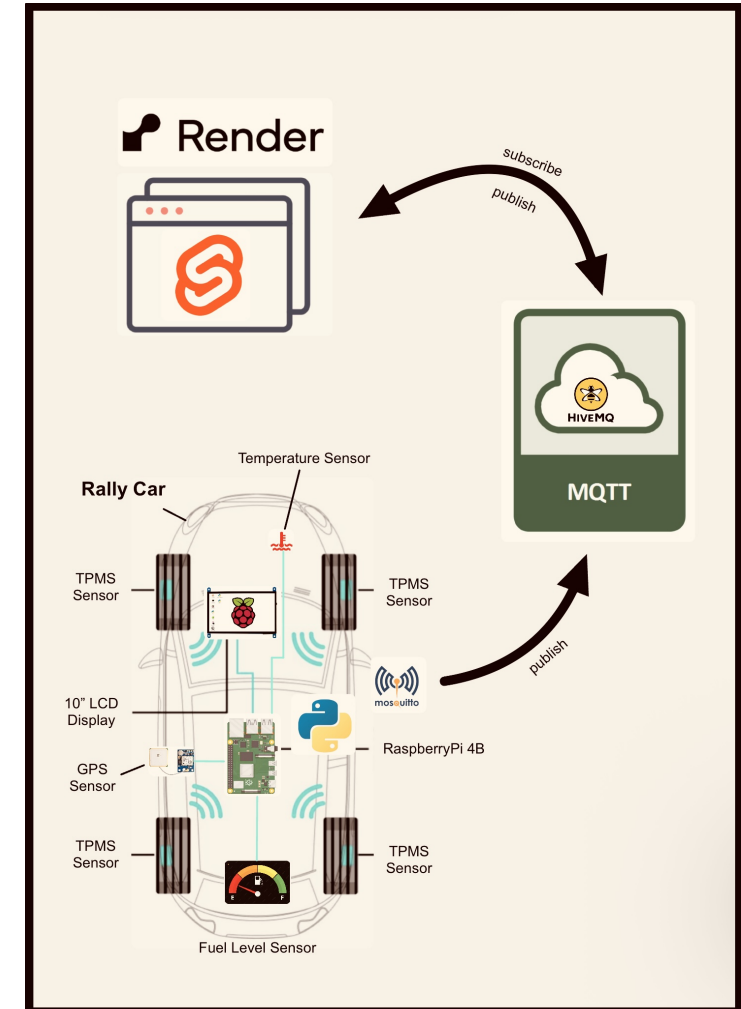 Render
subscribe
publish
HIVEMQ
MQTT
Temperature Sensor
Rally Car
TPMS
Sensor
TPMS
Sensor
publish
mosquitto
10” LCD
Display
RaspberryPi 4B
GPS
Sensor
TPMS
Sensor
TPMS
Sensor
E
F
Fuel Level Sensor